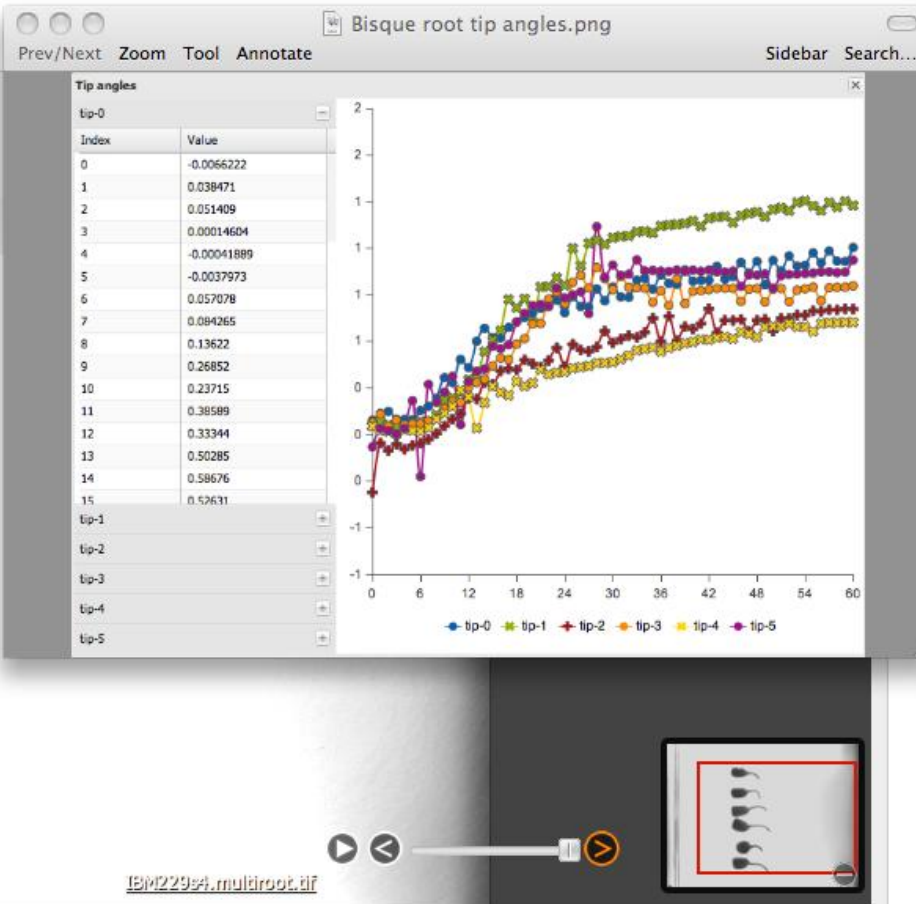 Bisque root tip angles.png
Prev/Next Zoom Tool Annotate Sidebar Search...
Tip angles
tip-0
Index Value
0 -0.0066222
1 0.038471
2 0.051409
3 0.00014604
4 -0.00041889
5 -0.0037973
6 0.057078
7 0.084265
8 0.13622
9 0.26852
10 0.23715
11 0.38589
12 0.33344
13 0.50285
14 0.58676
15 0.52631
tip-1
tip-2
tip-3
tip-4
tip-5
2
2
1
1
1
1
0
0
0
-1
-1
0 6 12 18 24 30 36 42 48 54 60
tip-0 tip-1 tip-2 tip-3 tip-4 tip-5
IBM229s4.multiroot.tif